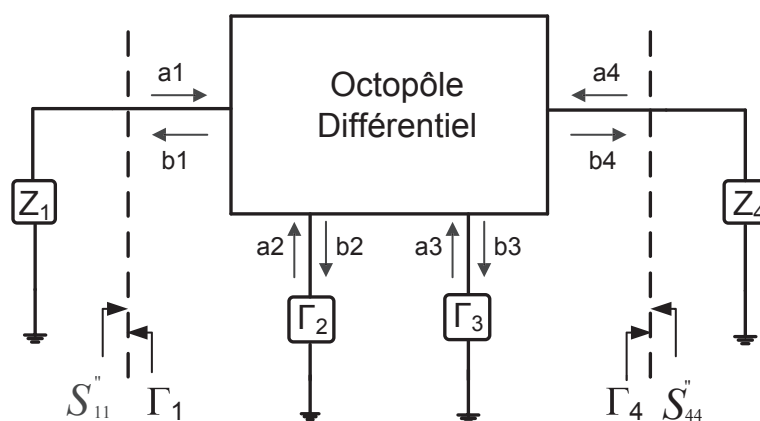 Octopôle
Différentiel
a1
b1
a4
b4
Z₁
Z₄
a2
b2
a3
b3
Γ₂
Γ₃
S''₁₁
Γ₁
Γ₄
S''₄₄